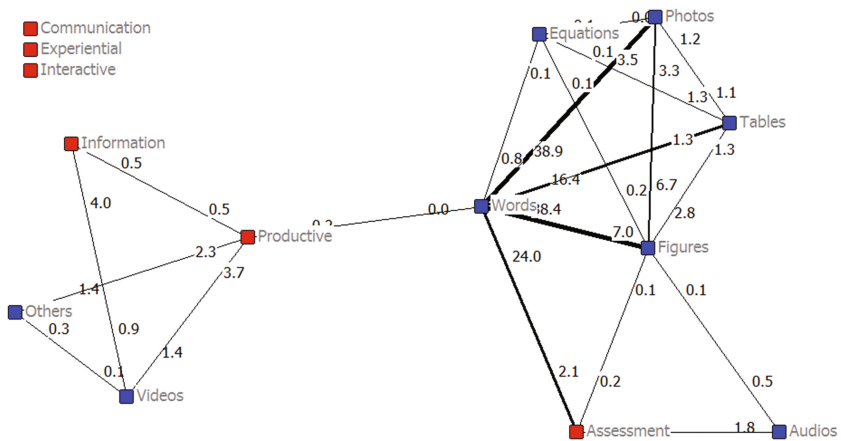 Communication
Experiential
Interactive
Photos
Equations
0.1
1.2
0.1
3.5
3.3
0.1
0.1
1.3
1.1
Tables
Information
0.5
0.8
38.9
1.3
1.3
16.4
4.0
0.5
0.2
6.7
Words
0.0
2.8
Productive
7.0
2.3
3.7
24.0
Figures
1.4
0.1
0.1
Others
0.3
0.9
1.4
0.1
2.1
0.2
0.5
Videos
Assessment
1.8
Audios